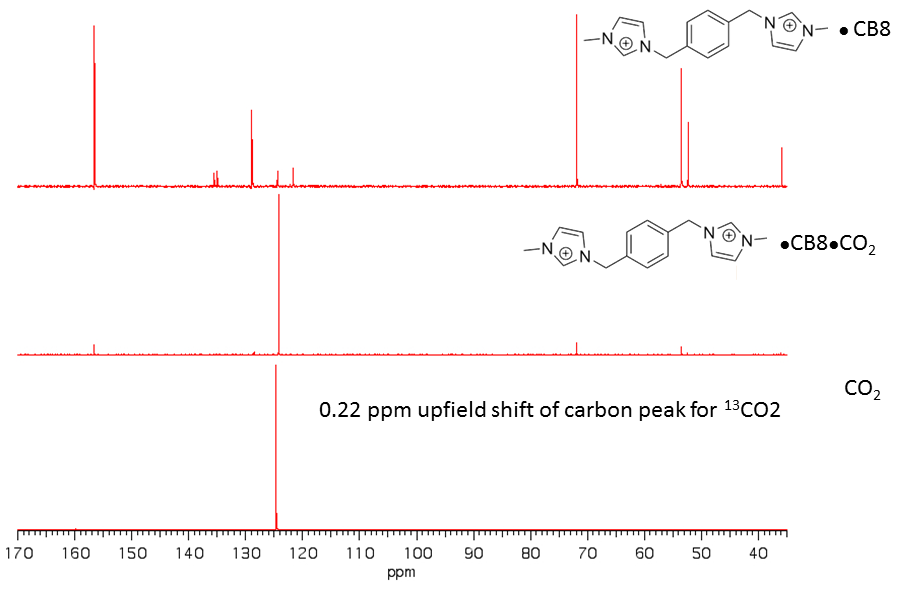 N N N N • CB8
+ +
N N N N •CB8•CO₂
+ +
CO₂
0.22 ppm upfield shift of carbon peak for ¹³CO2
170 160 150 140 130 120 110 100 90 80 70 60 50 40
ppm